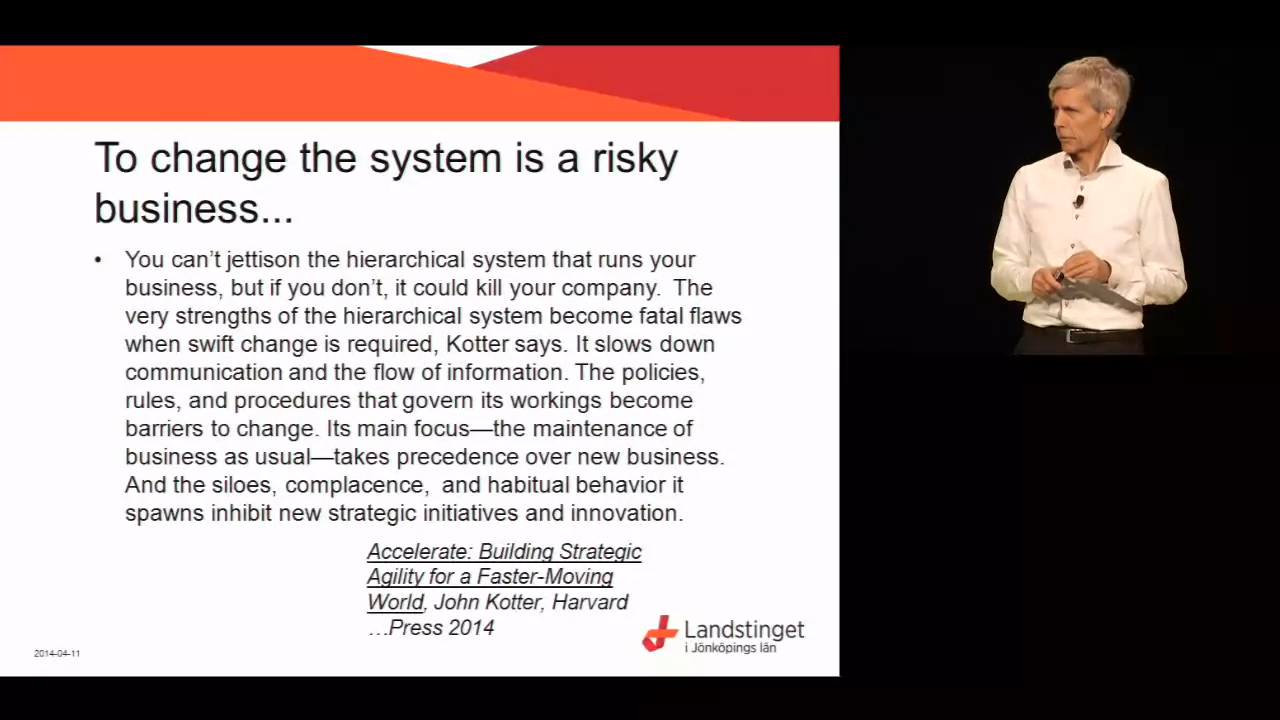 To change the system is a risky
business...
• You can't jettison the hierarchical system that runs your
business, but if you don't, it could kill your company.  The
very strengths of the hierarchical system become fatal flaws
when swift change is required, Kotter says. It slows down
communication and the flow of information. The policies,
rules, and procedures that govern its workings become
barriers to change. Its main focus—the maintenance of
business as usual—takes precedence over new business.
And the siloes, complacence,  and habitual behavior it
spawns inhibit new strategic initiatives and innovation.
Accelerate: Building Strategic
Agility for a Faster-Moving
World, John Kotter, Harvard
…Press 2014
Landstinget
i Jönköpings län
2014-04-11